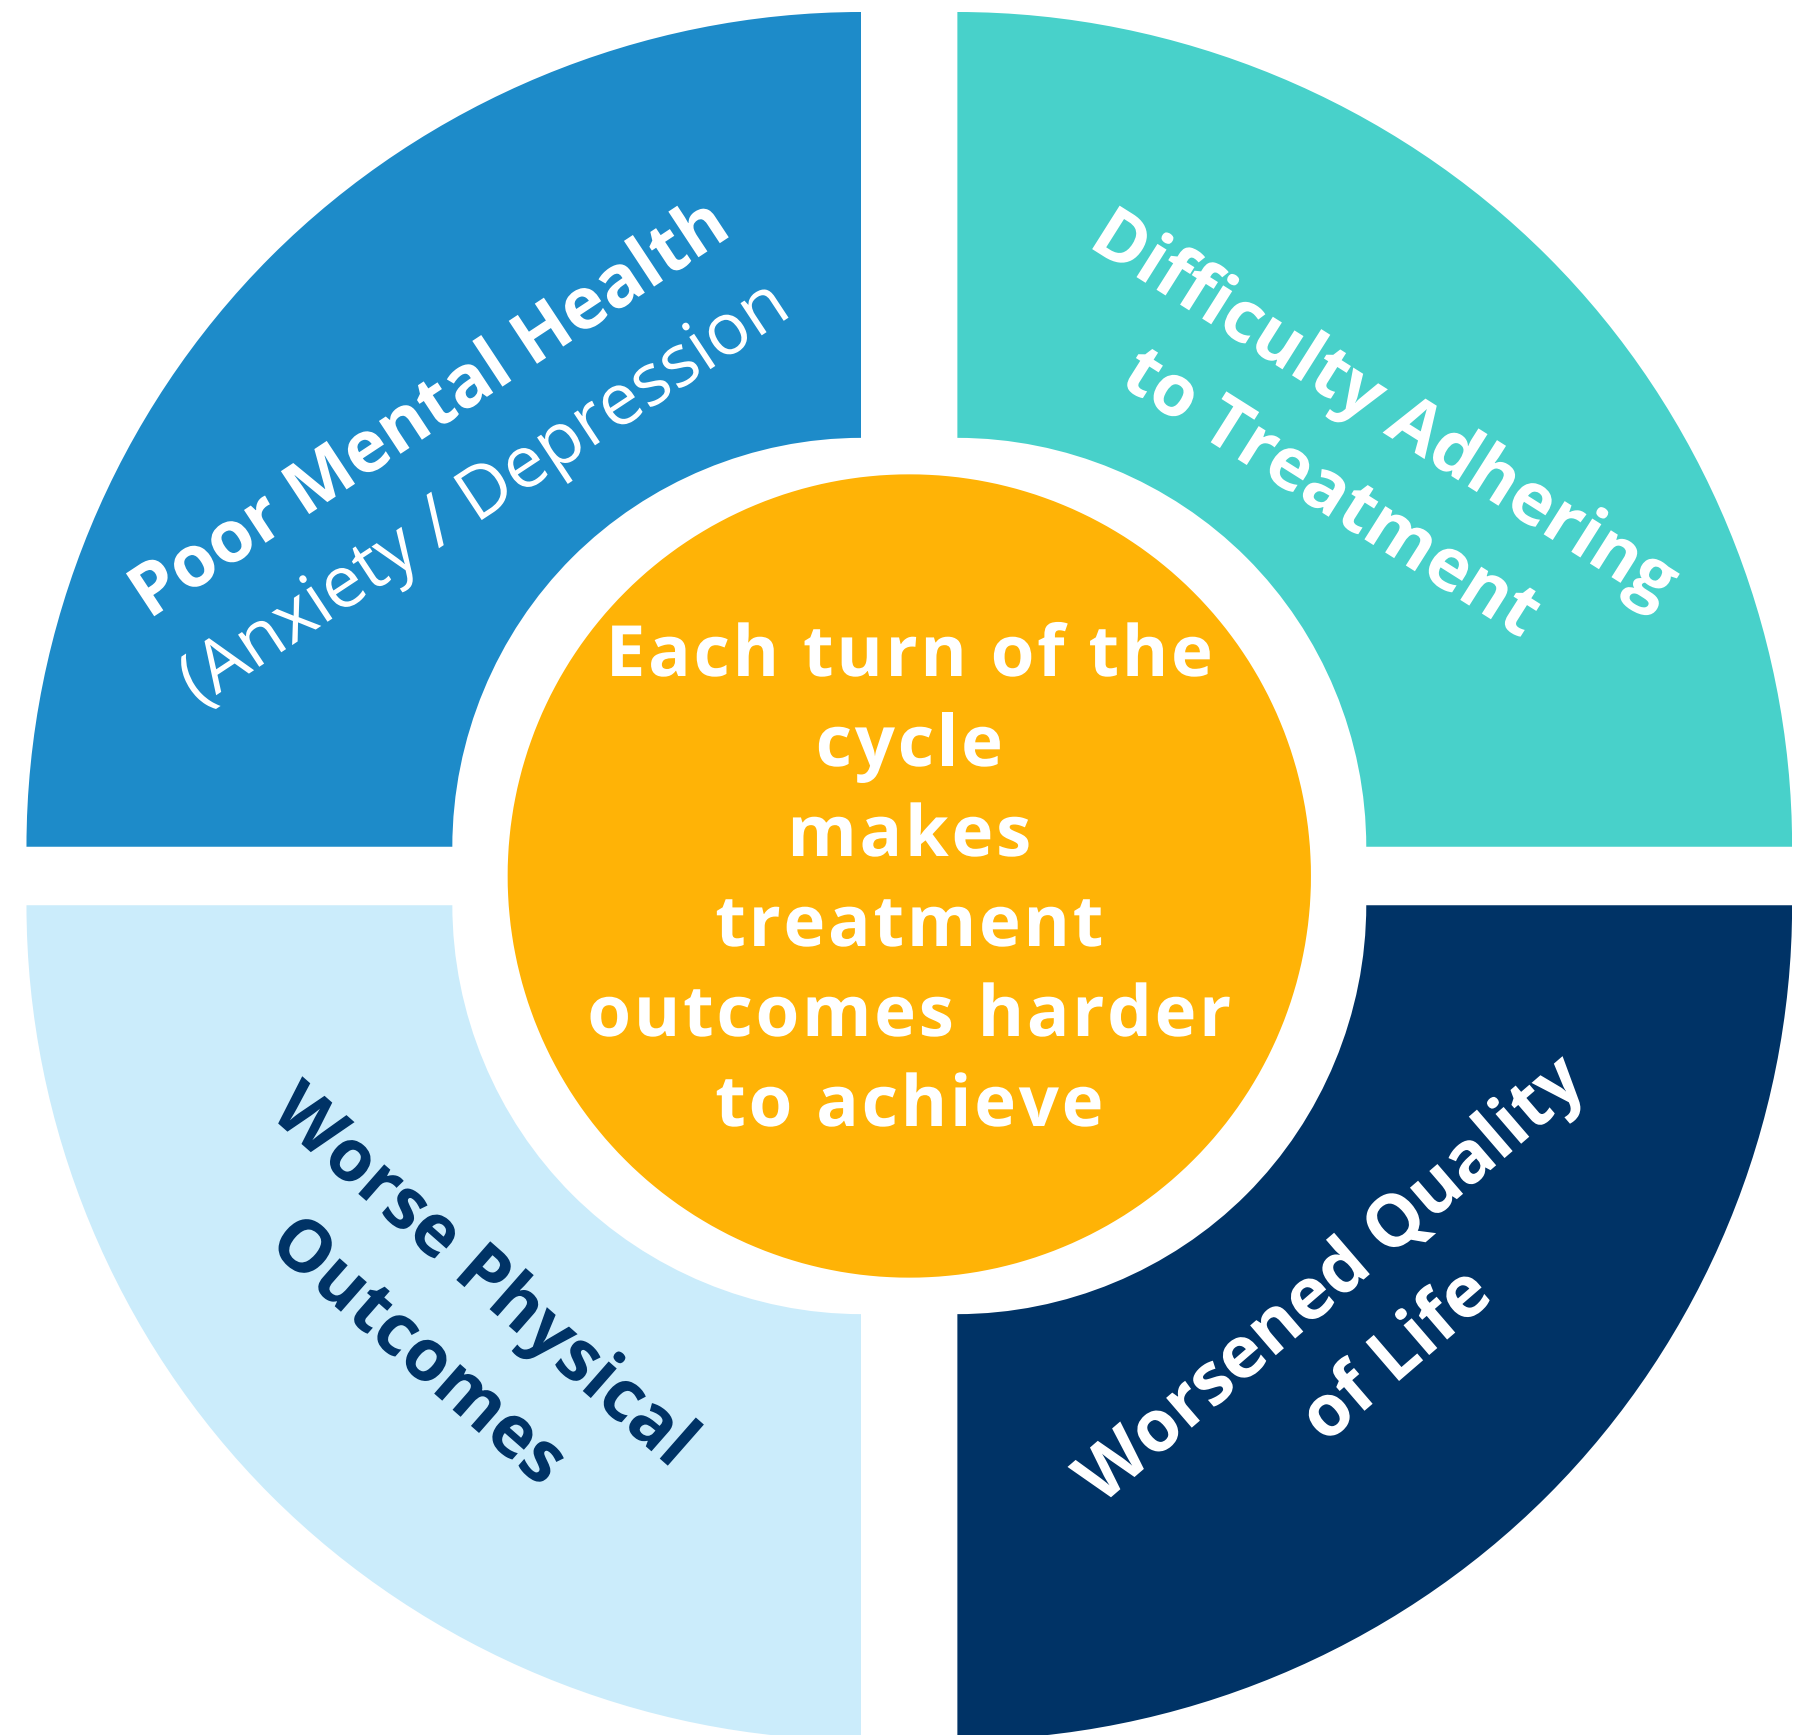 Poor Mental Health
(Anxiety / Depression
Difficulty Adhering
to Treatment
Each turn of the
cycle
makes
treatment
outcomes harder
to achieve
Worse Physical
Outcomes
Worsened Quality
of Life